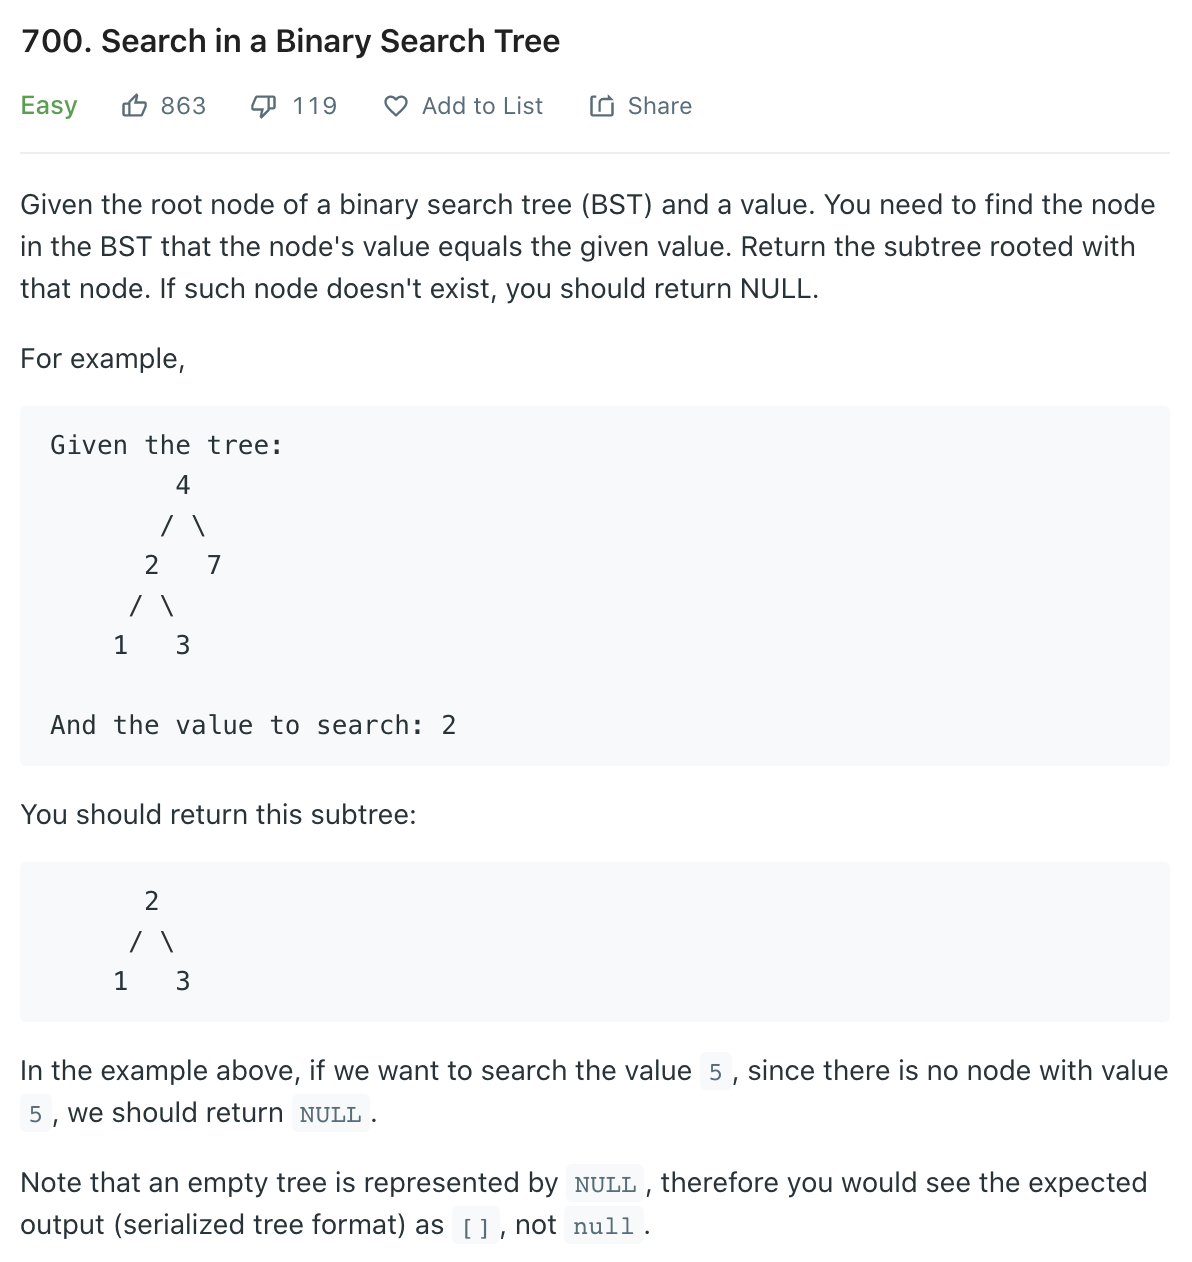 700. Search in a Binary Search Tree
Easy 863 119 Add to List Share
Given the root node of a binary search tree (BST) and a value. You need to find the node
in the BST that the node's value equals the given value. Return the subtree rooted with
that node. If such node doesn't exist, you should return NULL.
For example,
Given the tree:
        4
       / \
      2   7
     / \
    1   3
And the value to search: 2
You should return this subtree:
      2
     / \
    1   3
In the example above, if we want to search the value 5, since there is no node with value
5, we should return NULL.
Note that an empty tree is represented by NULL, therefore you would see the expected
output (serialized tree format) as [], not null.